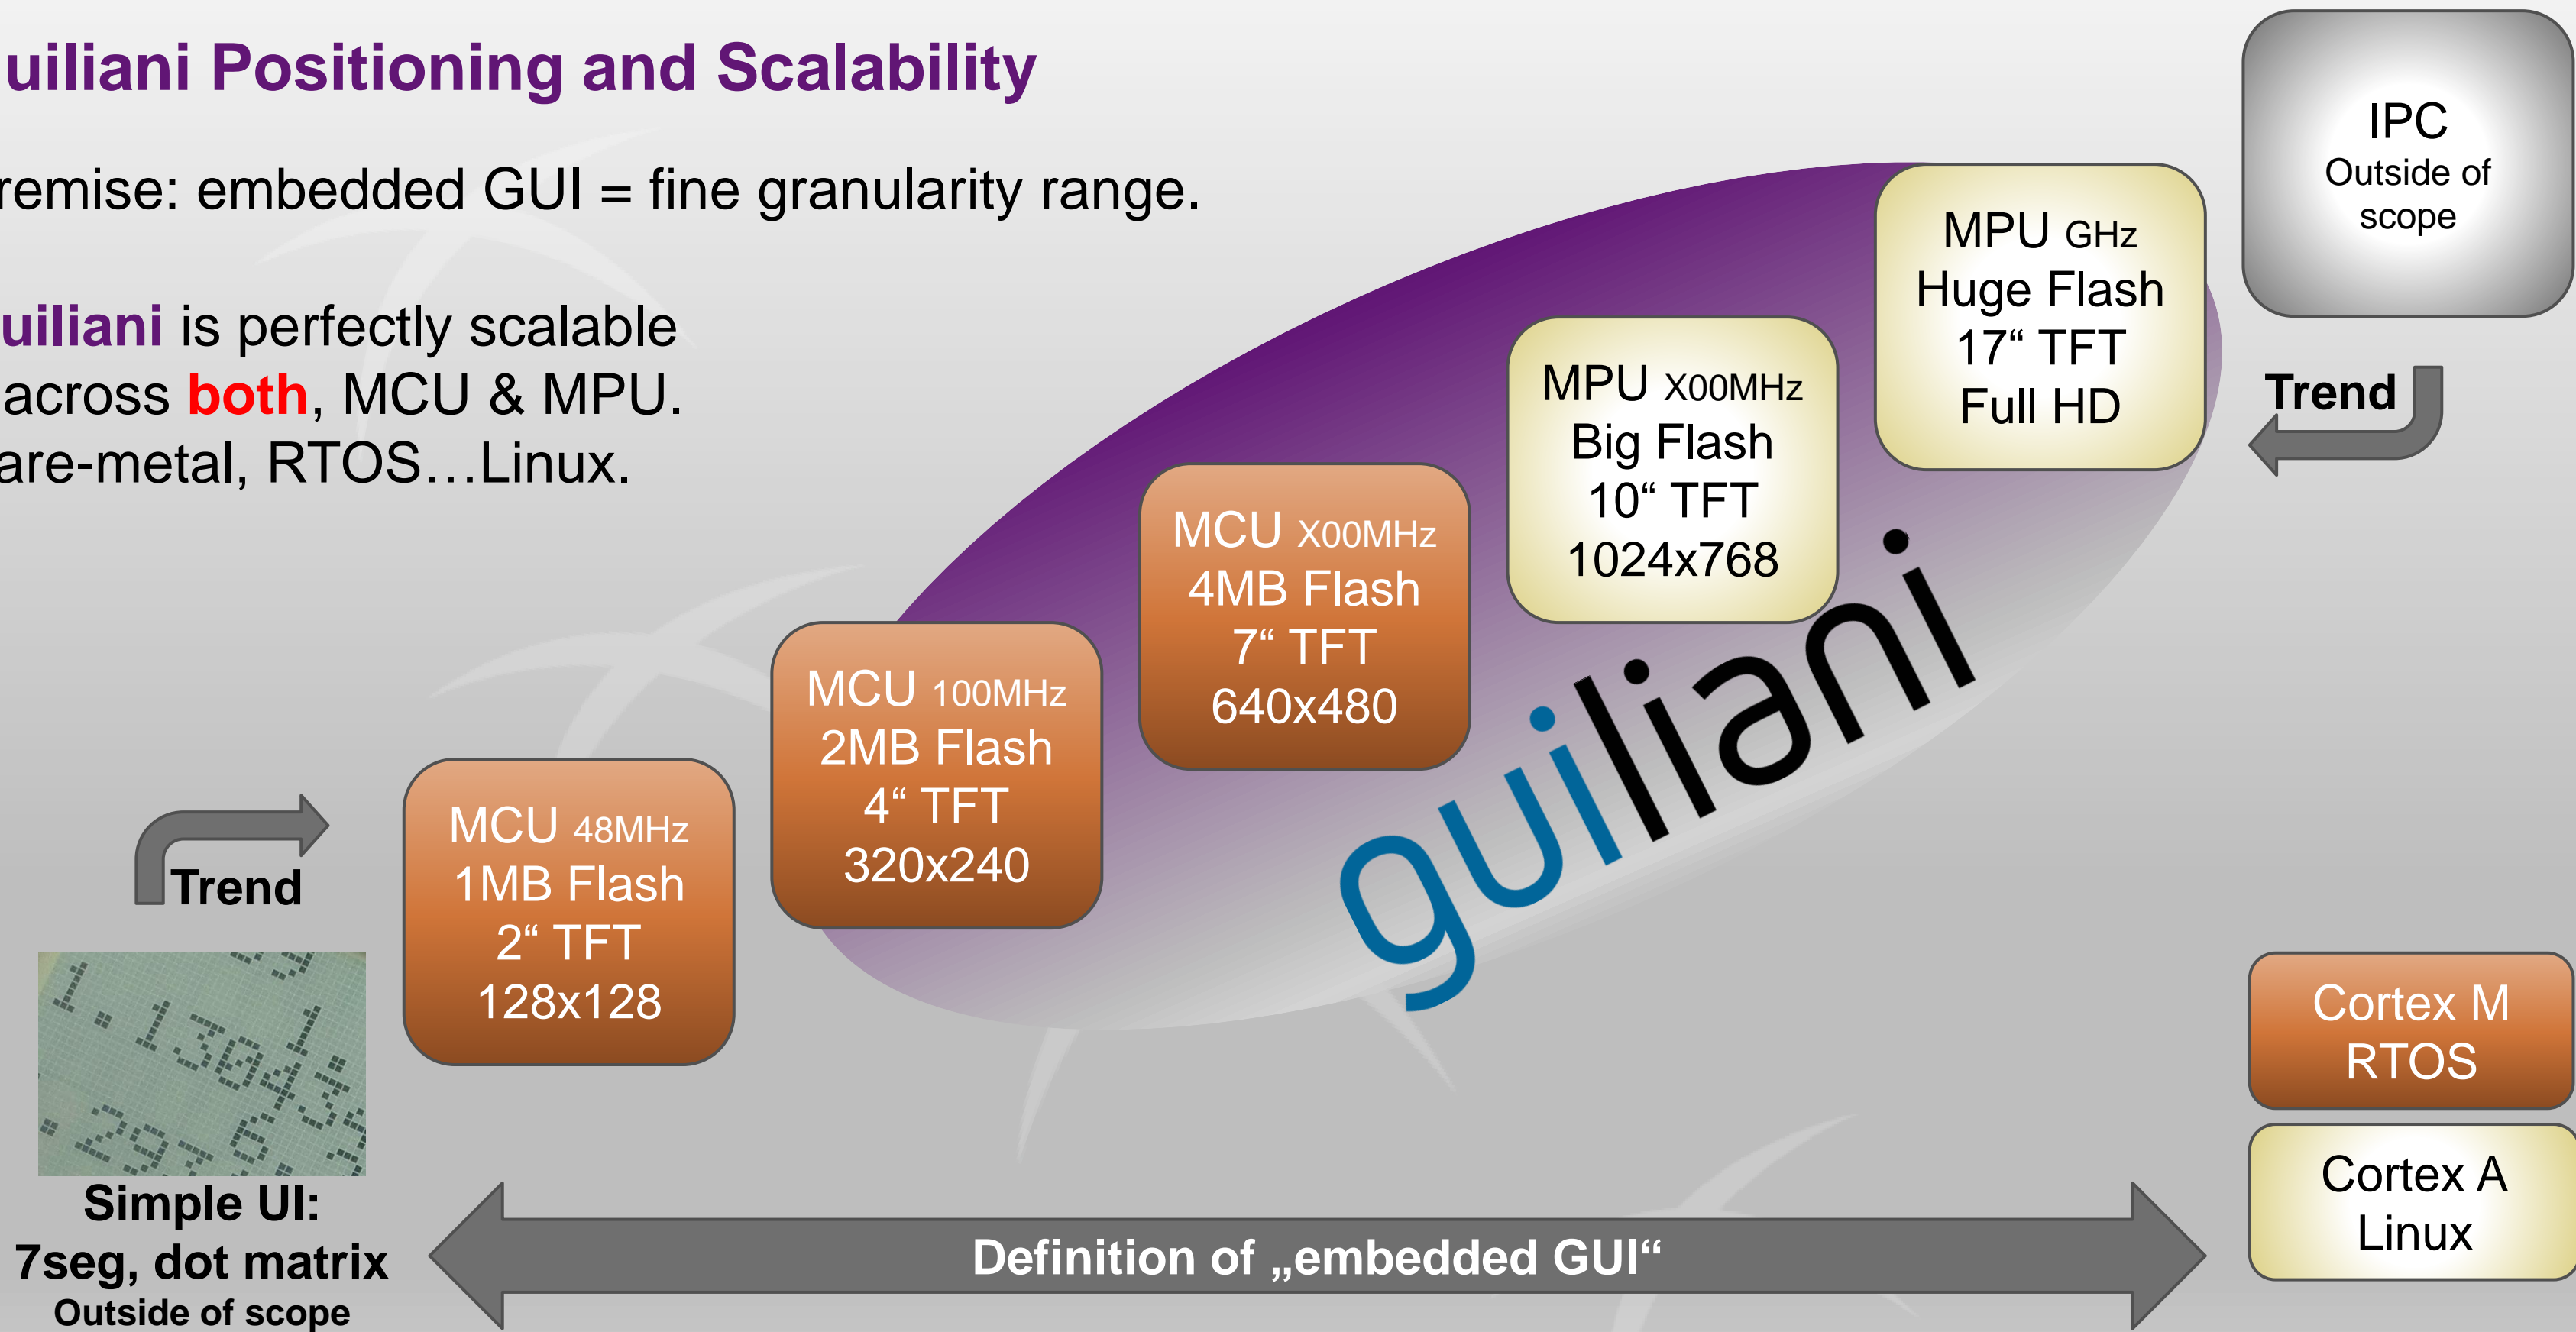 uiliani Positioning and Scalability
remise: embedded GUI = fine granularity range.
uiliani is perfectly scalable
across both, MCU & MPU.
are-metal, RTOS…Linux.
IPC
Outside of
scope
Trend
MPU GHz
Huge Flash
17“ TFT
Full HD
MPU X00MHz
Big Flash
10“ TFT
1024x768
MCU X00MHz
4MB Flash
7“ TFT
640x480
MCU 100MHz
2MB Flash
4“ TFT
320x240
MCU 48MHz
1MB Flash
2“ TFT
128x128
guiliani
Trend
Simple UI:
7seg, dot matrix
Outside of scope
Definition of „embedded GUI“
Cortex M
RTOS
Cortex A
Linux